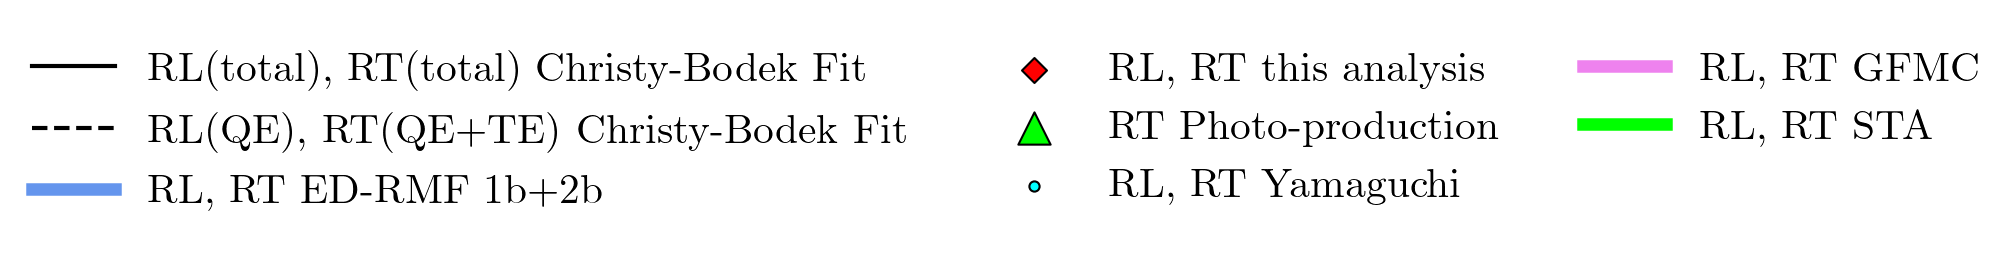 RL(total), RT(total) Christy-Bodek Fit
RL(QE), RT(QE+TE) Christy-Bodek Fit
RL, RT ED-RMF 1b+2b
RL, RT this analysis
RT Photo-production
RL, RT Yamaguchi
RL, RT GFMC
RL, RT STA